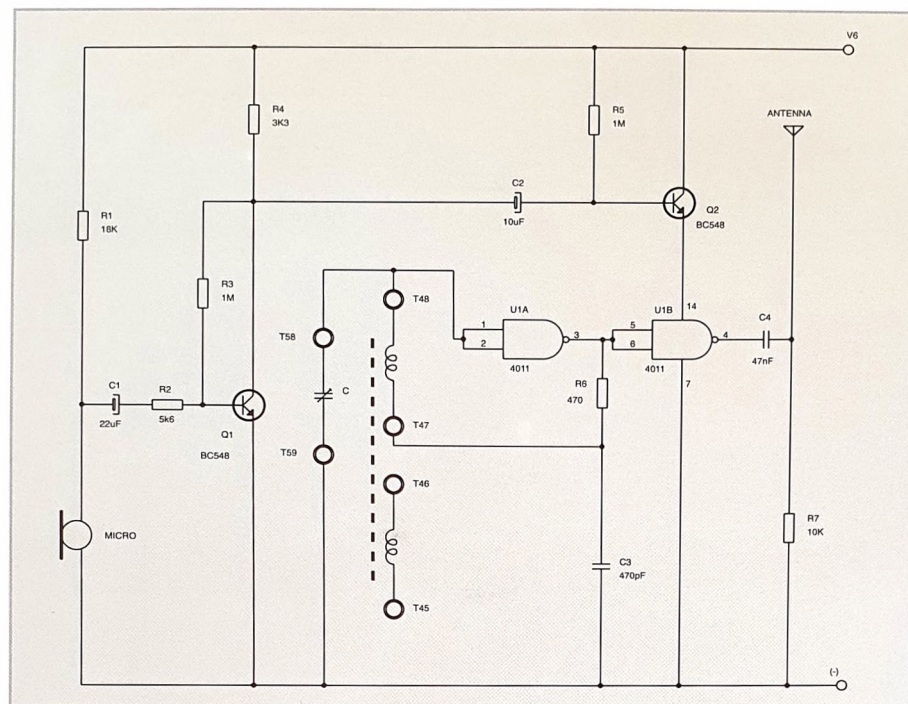 V6
R4
3K3
R5
1M
ANTENNA
C2
10uF
Q2
BC548
R1
18K
R3
1M
T48
U1A
1
2
3
4011
U1B
14
5
6
4
4011
7
C4
47nF
T58
C
R6
470
C1
22uF
R2
5k6
Q1
BC548
T47
T59
T46
MICRO
R7
10K
C3
470pF
T45
(-)